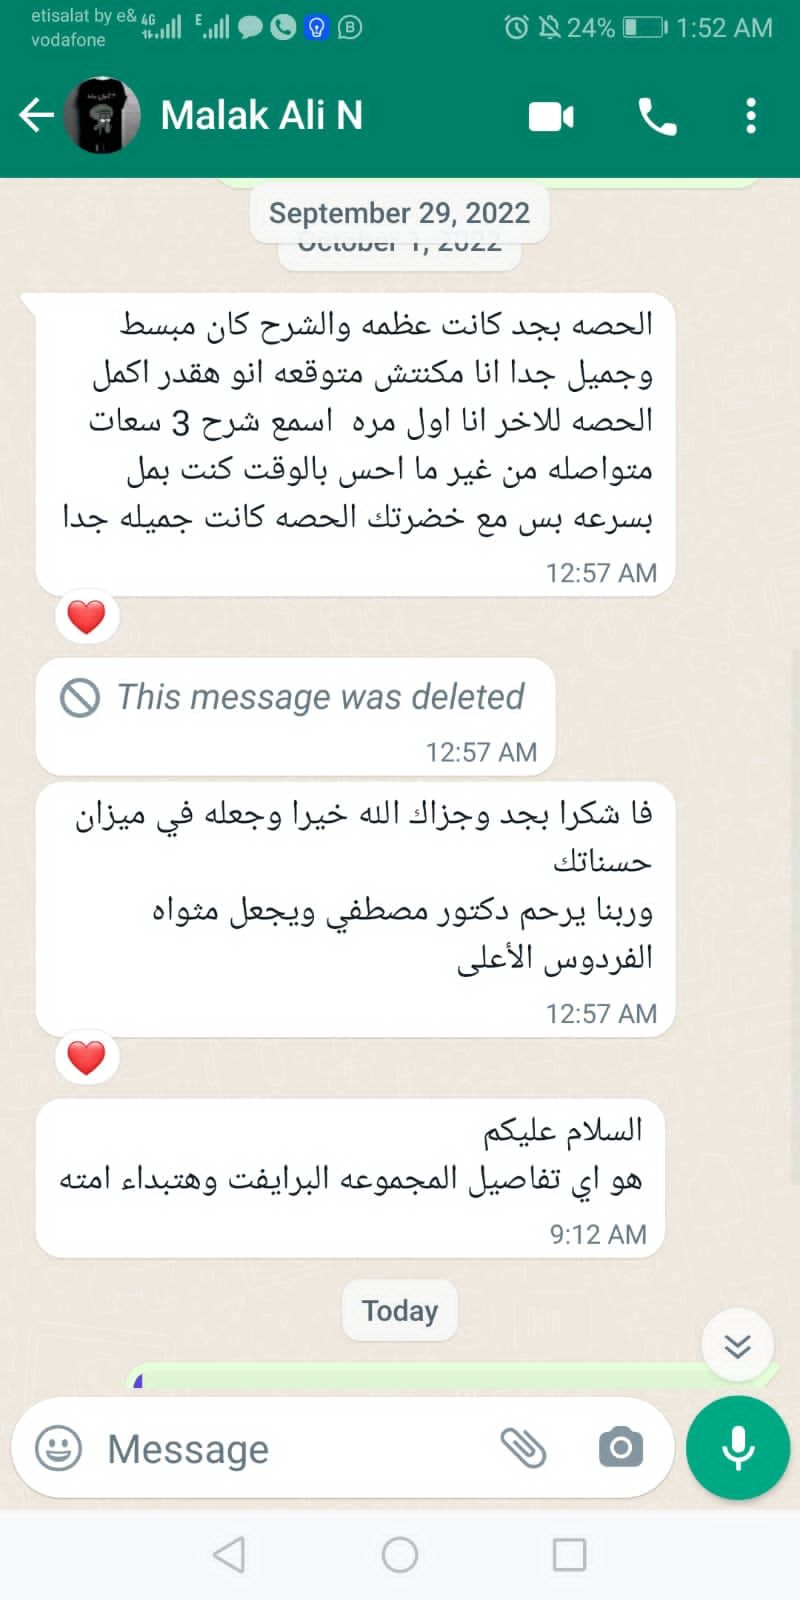 etisalat by e&
vodafone
4G
E
B
24%
1:52 AM
Malak Ali N
September 29, 2022
October 1, 2022
الحصه بجد كانت عظمه والشرح كان مبسط
وجميل جدا انا مكنتش متوقعه انو هقدر اكمل
الحصه للاخر انا اول مره اسمع شرح 3 سعات
متواصله من غير ما احس بالوقت كنت بمل
بسرعه بس مع خضرتك الحصه كانت جميله جدا
12:57 AM
This message was deleted
12:57 AM
فا شكرا بجد وجزاك الله خيرا وجعله في ميزان
حسناتك
وربنا يرحم دكتور مصطفي ويجعل مثواه
الفردوس الأعلى
12:57 AM
السلام عليكم
هو اي تفاصيل المجموعه البرايفت وهتبداء امته
9:12 AM
Today
Message